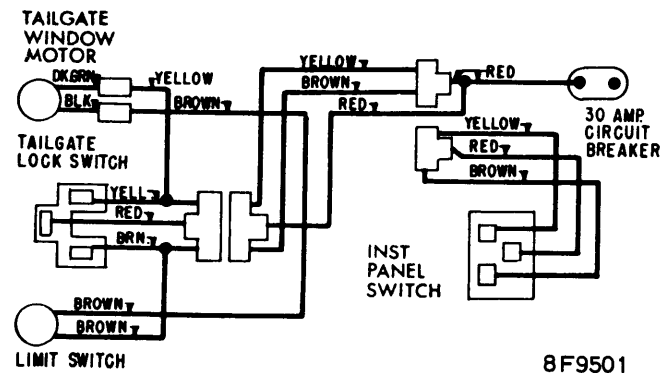 TAILGATE
WINDOW
MOTOR
DKGRN
YELLOW
BLK
BROWN
TAILGATE
LOCK SWITCH
YELL
RED
BRN
BROWN
BROWN
LIMIT SWITCH
YELLOW
BROWN
RED
RED
30 AMP.
CIRCUIT
BREAKER
YELLOW
RED
BROWN
INST
PANEL
SWITCH
8F9501